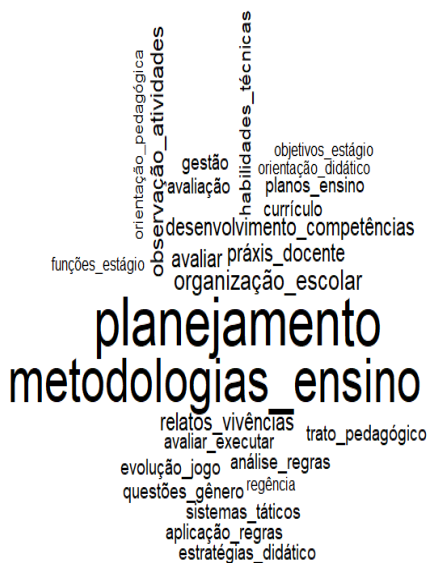 orientação_pedagógica
observação_atividades
habilidades_técnicas
objetivos_estágio
gestão
orientação_didático
avaliação
planos_ensino
currículo
desenvolvimento_competências
funções_estágio
avaliar
práxis_docente
organização_escolar
planejamento
metodologias_ensino
relatos_vivências
avaliar_executar
trato_pedagógico
evolução_jogo
análise_regras
questões_gênero
regência
sistemas_táticos
aplicação_regras
estratégias_didático